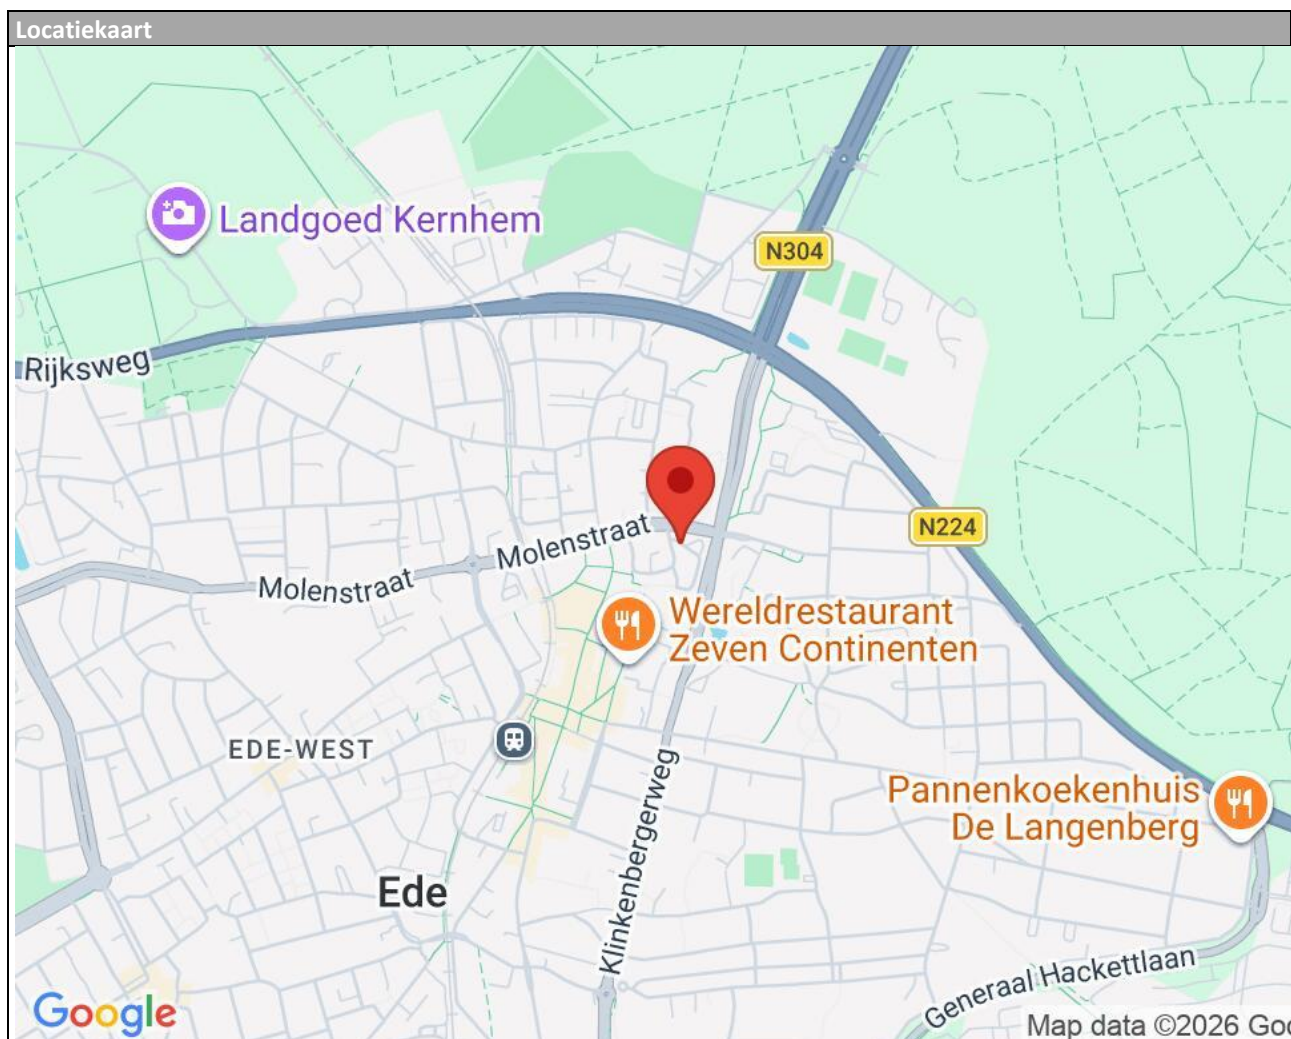 Locatiekaart
Landgoed Kernhem
N304
Rijksweg
N224
Molenstraat
Molenstraat
Wereldrestaurant
Zeven Continenten
EDE-WEST
Klinkenbergerweg
Pannenkoekenhuis
De Langenberg
Ede
Generaal Hackettlaan
Google
Map data ©2026 Goo